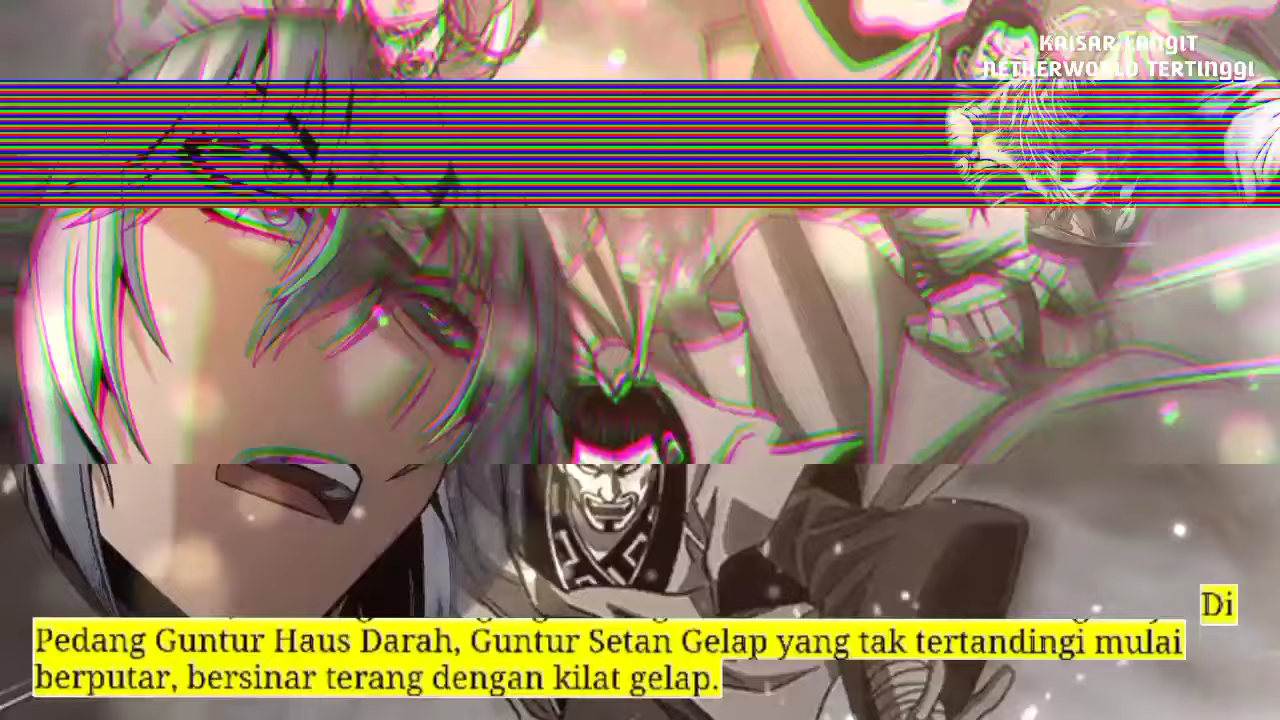 KAISAR LANGIT
NETHERWORLD TERTINGGI
Di
Pedang Guntur Haus Darah, Guntur Setan Gelap yang tak tertandingi mulai
berputar, bersinar terang dengan kilat gelap.